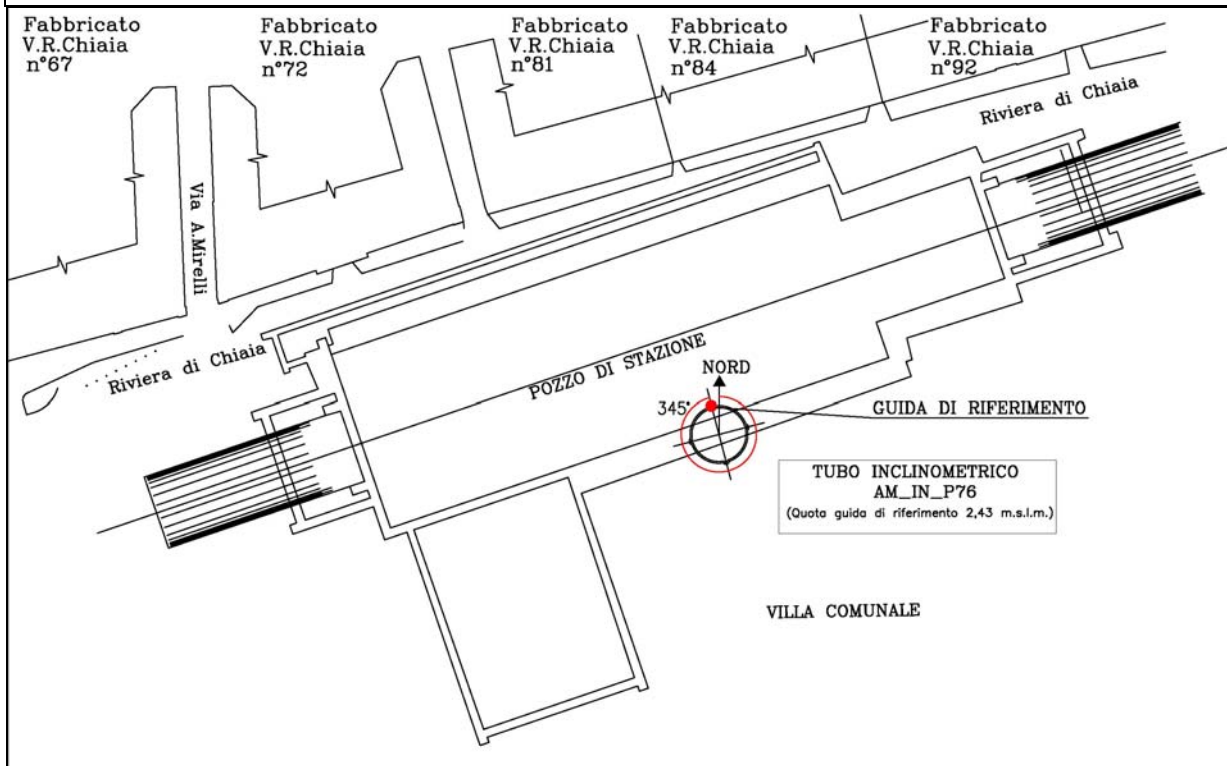 Fabbricato
V.R.Chiaia
n°67
Fabbricato
V.R.Chiaia
n°72
Fabbricato
V.R.Chiaia
n°81
Fabbricato
V.R.Chiaia
n°84
Fabbricato
V.R.Chiaia
n°92
Riviera di Chiaia
Via A.Mirelli
Riviera di Chiaia
POZZO DI STAZIONE
NORD
345°
GUIDA DI RIFERIMENTO
TUBO INCLINOMETRICO
AM_IN_P76
(Quota guida di riferimento 2,43 m.s.l.m.)
VILLA COMUNALE